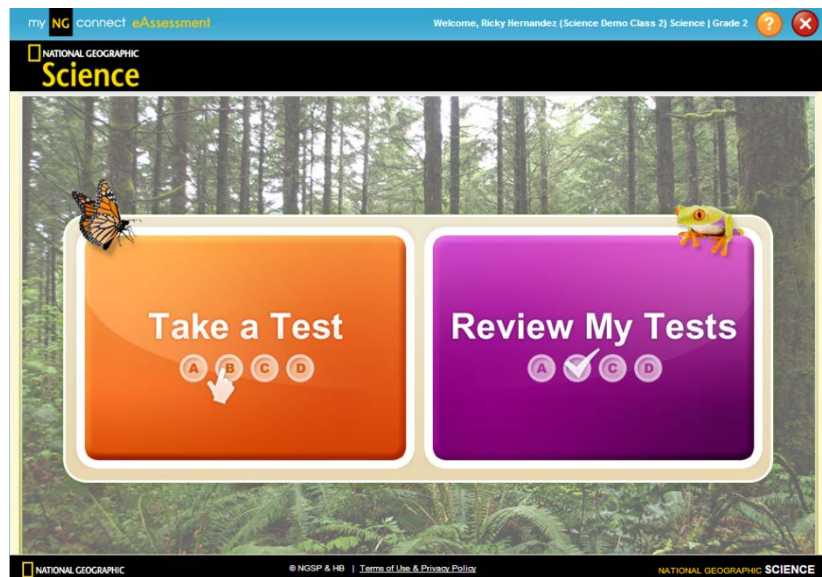 my NG connect eAssessment
Welcome, Ricky Hernandez (Science Demo Class 2) Science | Grade 2
?
X
NATIONAL GEOGRAPHIC
Science
Take a Test
A B C D
Review My Tests
A C D
NATIONAL GEOGRAPHIC
© NGSP & HB | Terms of Use & Privacy Policy
NATIONAL GEOGRAPHIC SCIENCE